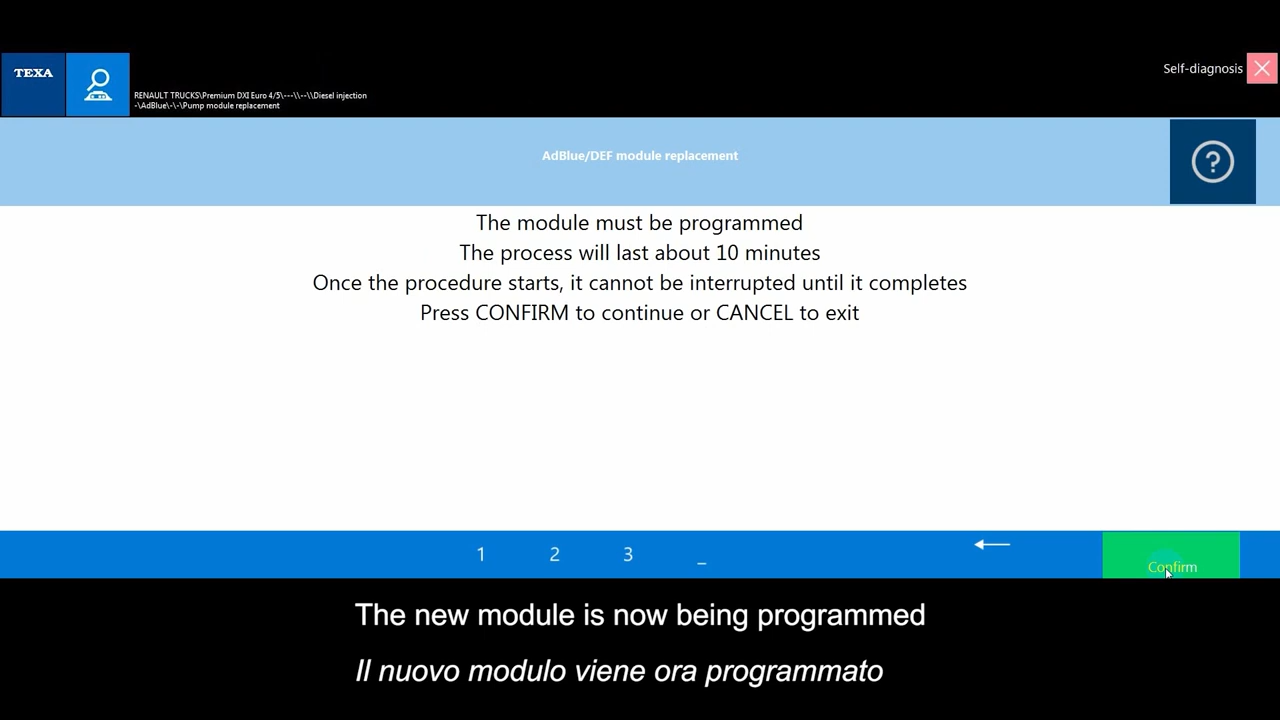 TEXA
Self-diagnosis
RENAULT TRUCKS\Premium DXI Euro 4/5\---\\--\\Diesel injection
-\AdBlue\-\-\Pump module replacement
AdBlue/DEF module replacement
?
The module must be programmed
The process will last about 10 minutes
Once the procedure starts, it cannot be interrupted until it completes
Press CONFIRM to continue or CANCEL to exit
1 2 3 _
Confirm
The new module is now being programmed
Il nuovo modulo viene ora programmato